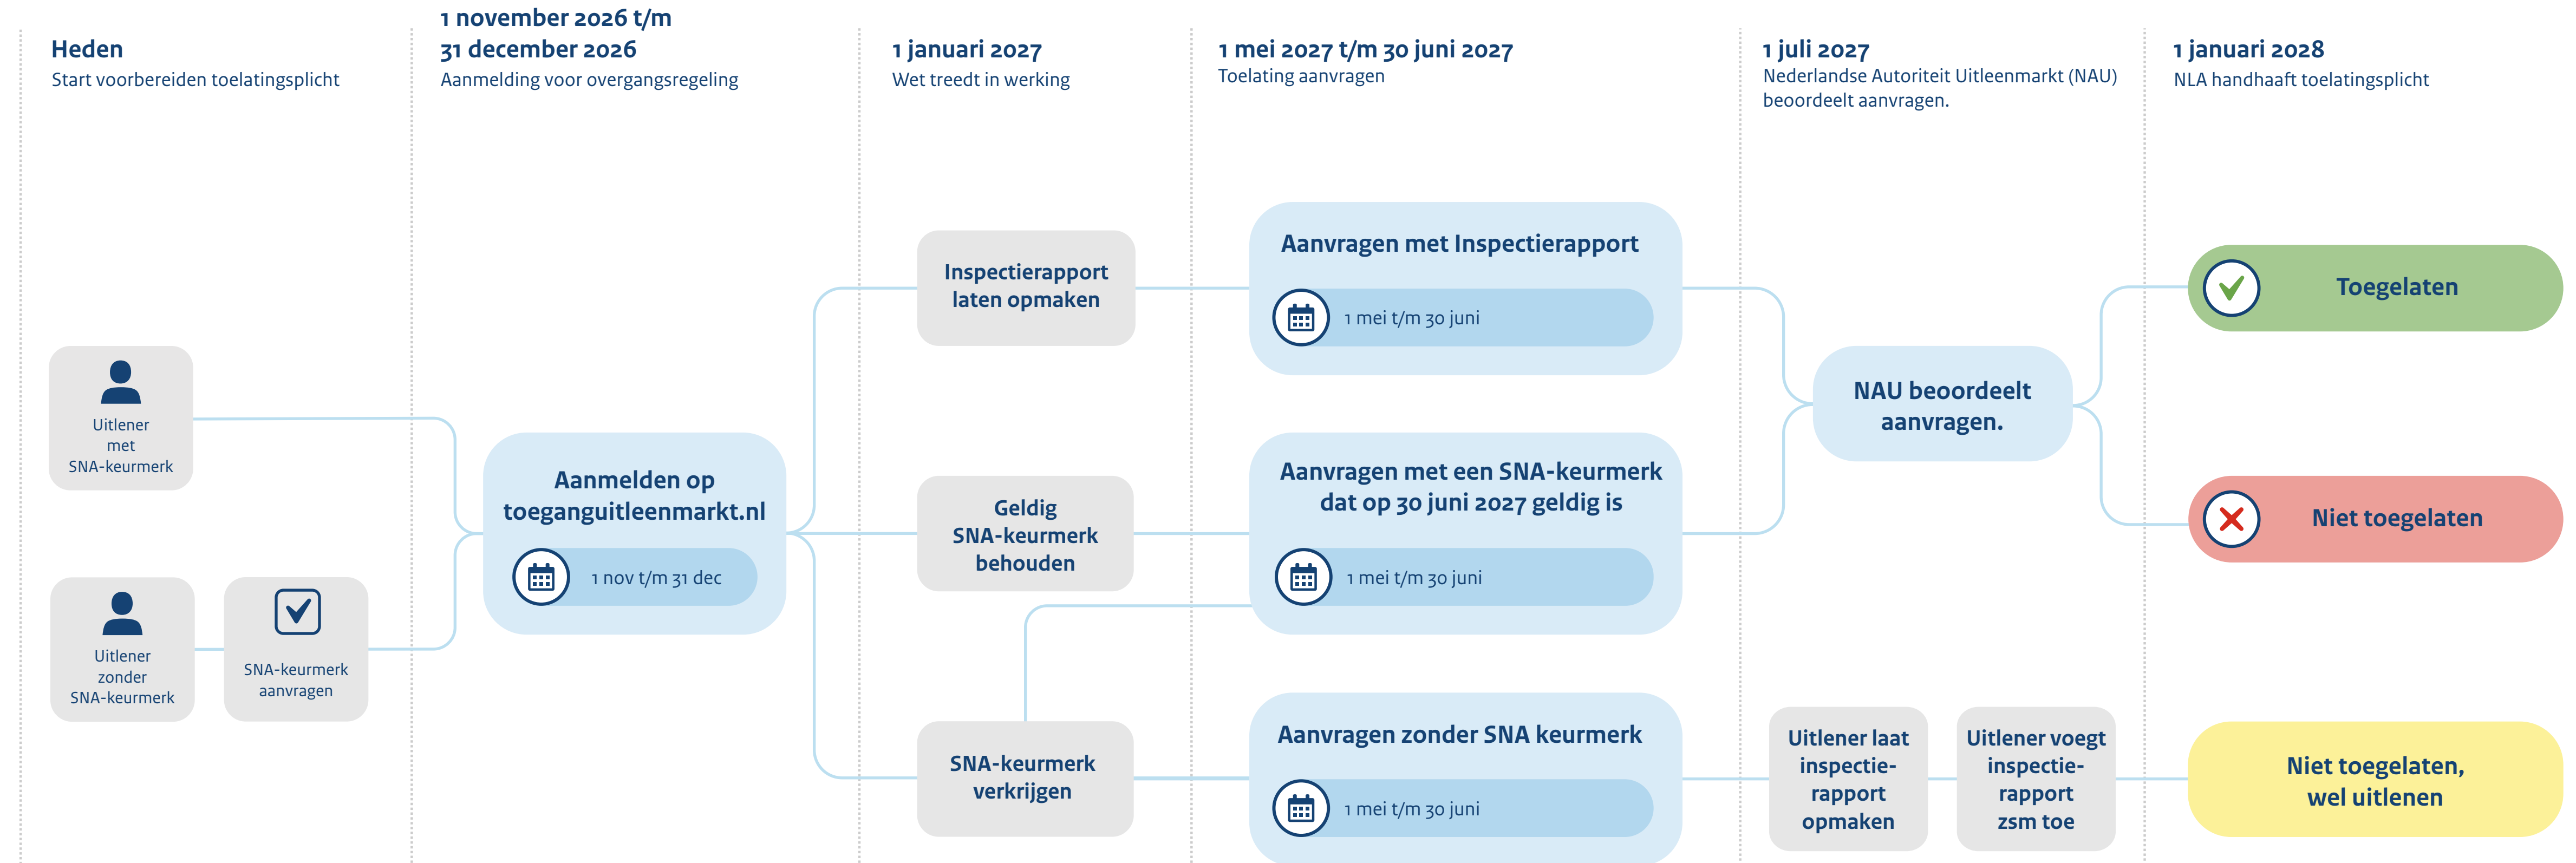 Heden
Start voorbereiden toelatingsplicht
1 november 2026 t/m
31 december 2026
Aanmelding voor overgangsregeling
1 januari 2027
Wet treedt in werking
1 mei 2027 t/m 30 juni 2027
Toelating aanvragen
1 juli 2027
Nederlandse Autoriteit Uitleenmarkt (NAU)
beoordeelt aanvragen.
1 januari 2028
NLA handhaaft toelatingsplicht
Uitlener
met
SNA-keurmerk
Uitlener
zonder
SNA-keurmerk
SNA-keurmerk
aanvragen
Aanmelden op
toeganguitleenmarkt.nl
1 nov t/m 31 dec
Inspectierapport
laten opmaken
Geldig
SNA-keurmerk
behouden
SNA-keurmerk
verkrijgen
Aanvragen met Inspectierapport
1 mei t/m 30 juni
Aanvragen met een SNA-keurmerk
dat op 30 juni 2027 geldig is
1 mei t/m 30 juni
Aanvragen zonder SNA keurmerk
1 mei t/m 30 juni
NAU beoordeelt
aanvragen.
Uitlener laat
inspectie-
rapport
opmaken
Uitlener voegt
inspectie-
rapport
zsm toe
Toegelaten
Niet toegelaten
Niet toegelaten,
wel uitlenen